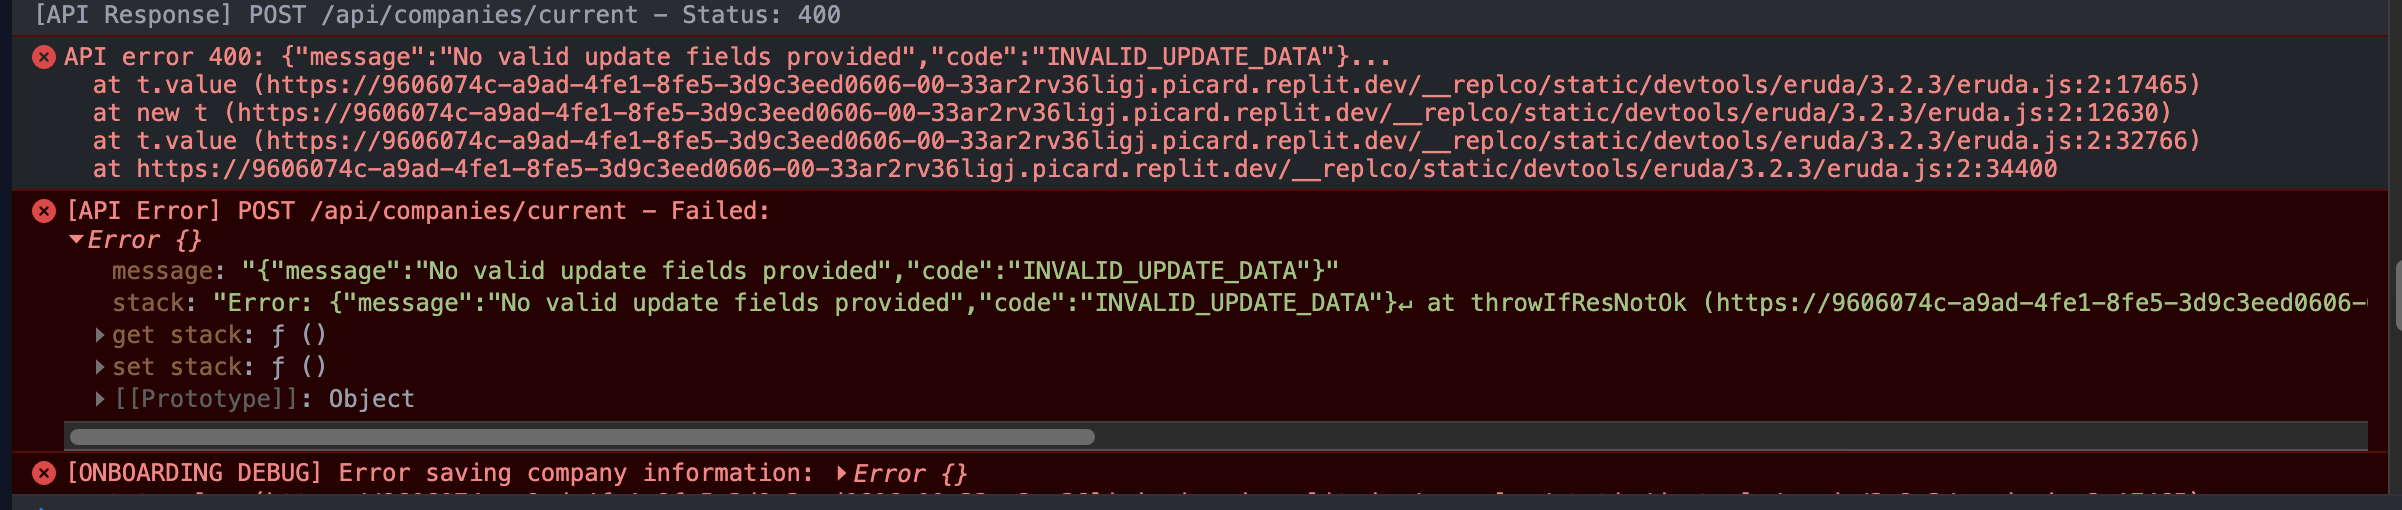 [API Response] POST /api/companies/current – Status: 400
API error 400: {"message":"No valid update fields provided","code":"INVALID_UPDATE_DATA"}...
at t.value (https://9606074c-a9ad-4fe1-8fe5-3d9c3eed0606-00-33ar2rv36ligj.picard.replit.dev/__replco/static/devtools/eruda/3.2.3/eruda.js:2:17465)
at new t (https://9606074c-a9ad-4fe1-8fe5-3d9c3eed0606-00-33ar2rv36ligj.picard.replit.dev/__replco/static/devtools/eruda/3.2.3/eruda.js:2:12630)
at t.value (https://9606074c-a9ad-4fe1-8fe5-3d9c3eed0606-00-33ar2rv36ligj.picard.replit.dev/__replco/static/devtools/eruda/3.2.3/eruda.js:2:32766)
at https://9606074c-a9ad-4fe1-8fe5-3d9c3eed0606-00-33ar2rv36ligj.picard.replit.dev/__replco/static/devtools/eruda/3.2.3/eruda.js:2:34400
[API Error] POST /api/companies/current – Failed:
Error {}
message: "{"message":"No valid update fields provided","code":"INVALID_UPDATE_DATA"}"
stack: "Error: {"message":"No valid update fields provided","code":"INVALID_UPDATE_DATA"}↵ at throwIfResNotOk (https://9606074c-a9ad-4fe1-8fe5-3d9c3eed0606-
get stack: ƒ ()
set stack: ƒ ()
[[Prototype]]: Object
[ONBOARDING DEBUG] Error saving company information: Error {}